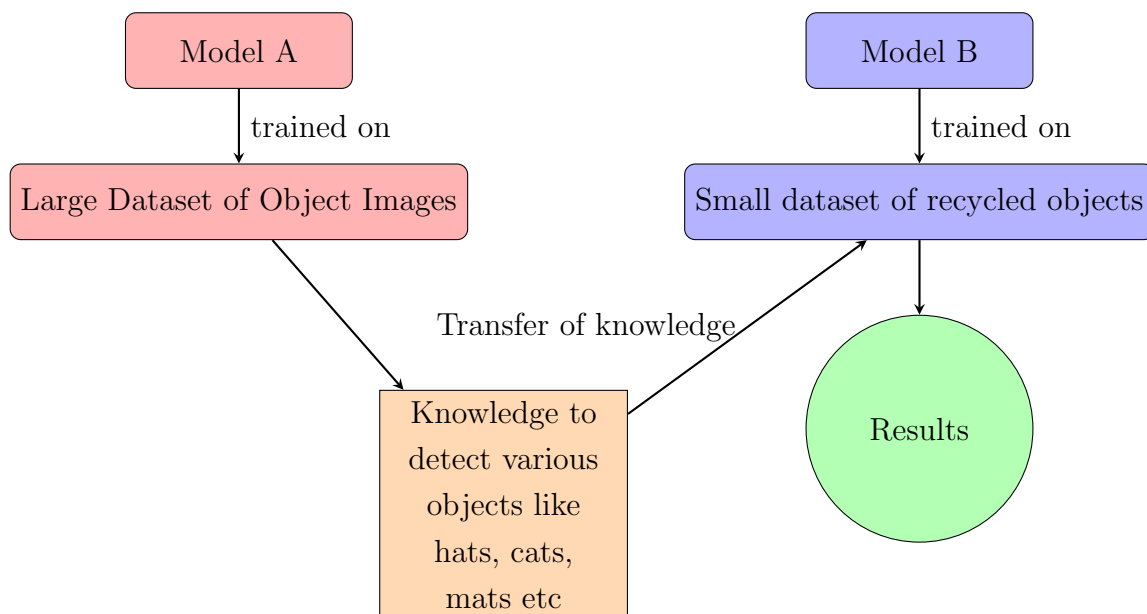 Model A
Model B
trained on
trained on
Large Dataset of Object Images
Small dataset of recycled objects
Transfer of knowledge
Knowledge to
detect various
objects like
hats, cats,
mats etc
Results